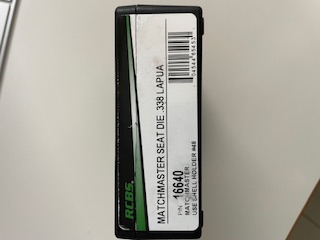 RCBS.
MATCHMASTER SEAT DIE .338 LAPUA
P/N 16640
MATCHMASTER
USE SHELL HOLDER #48